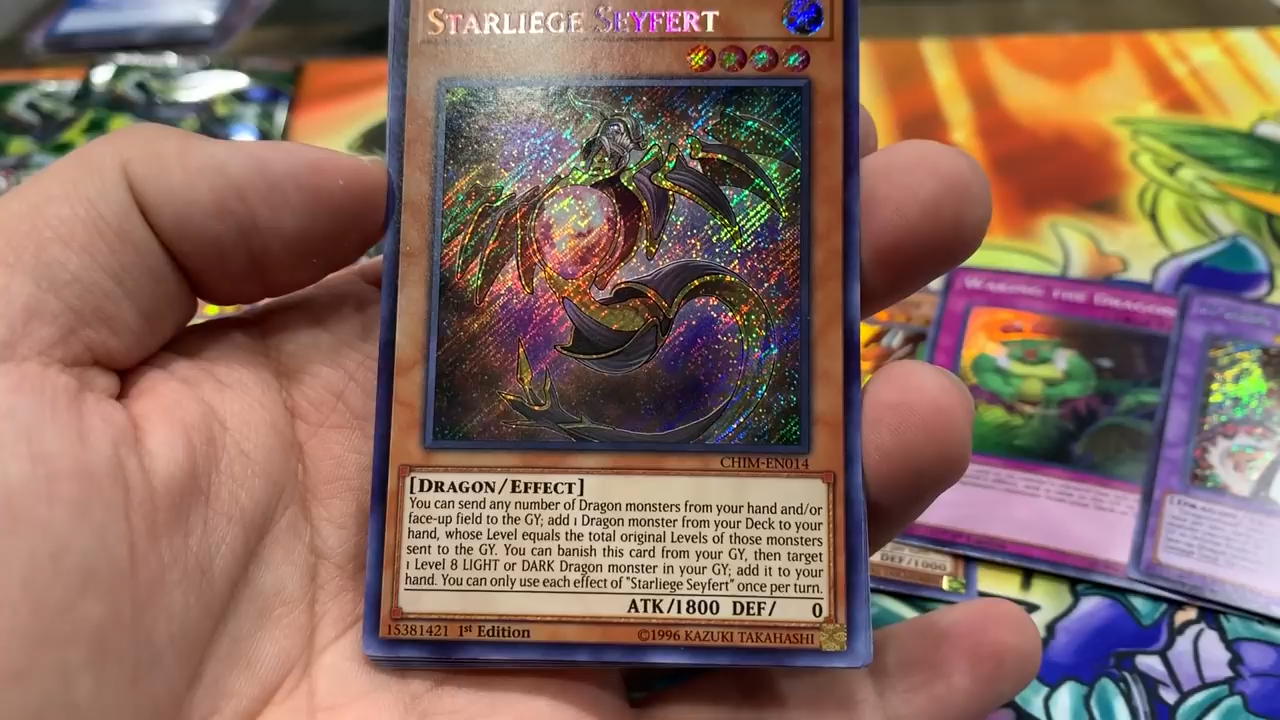 STARLIEGE SEYFERT
CHIM-EN014
[DRAGON/EFFECT]
You can send any number of Dragon monsters from your hand and/or
face-up field to the GY; add 1 Dragon monster from your Deck to your
hand, whose Level equals the total original Levels of those monsters
sent to the GY. You can banish this card from your GY, then target
1 Level 8 LIGHT or DARK Dragon monster in your GY; add it to your
hand. You can only use each effect of "Starliege Seyfert" once per turn.
ATK/1800 DEF/ 0
15381421 1st Edition ©1996 KAZUKI TAKAHASHI
WAKING THE DRAGON
DEF/1000